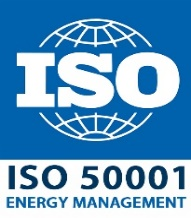 ISO
ISO 50001
ENERGY MANAGEMENT